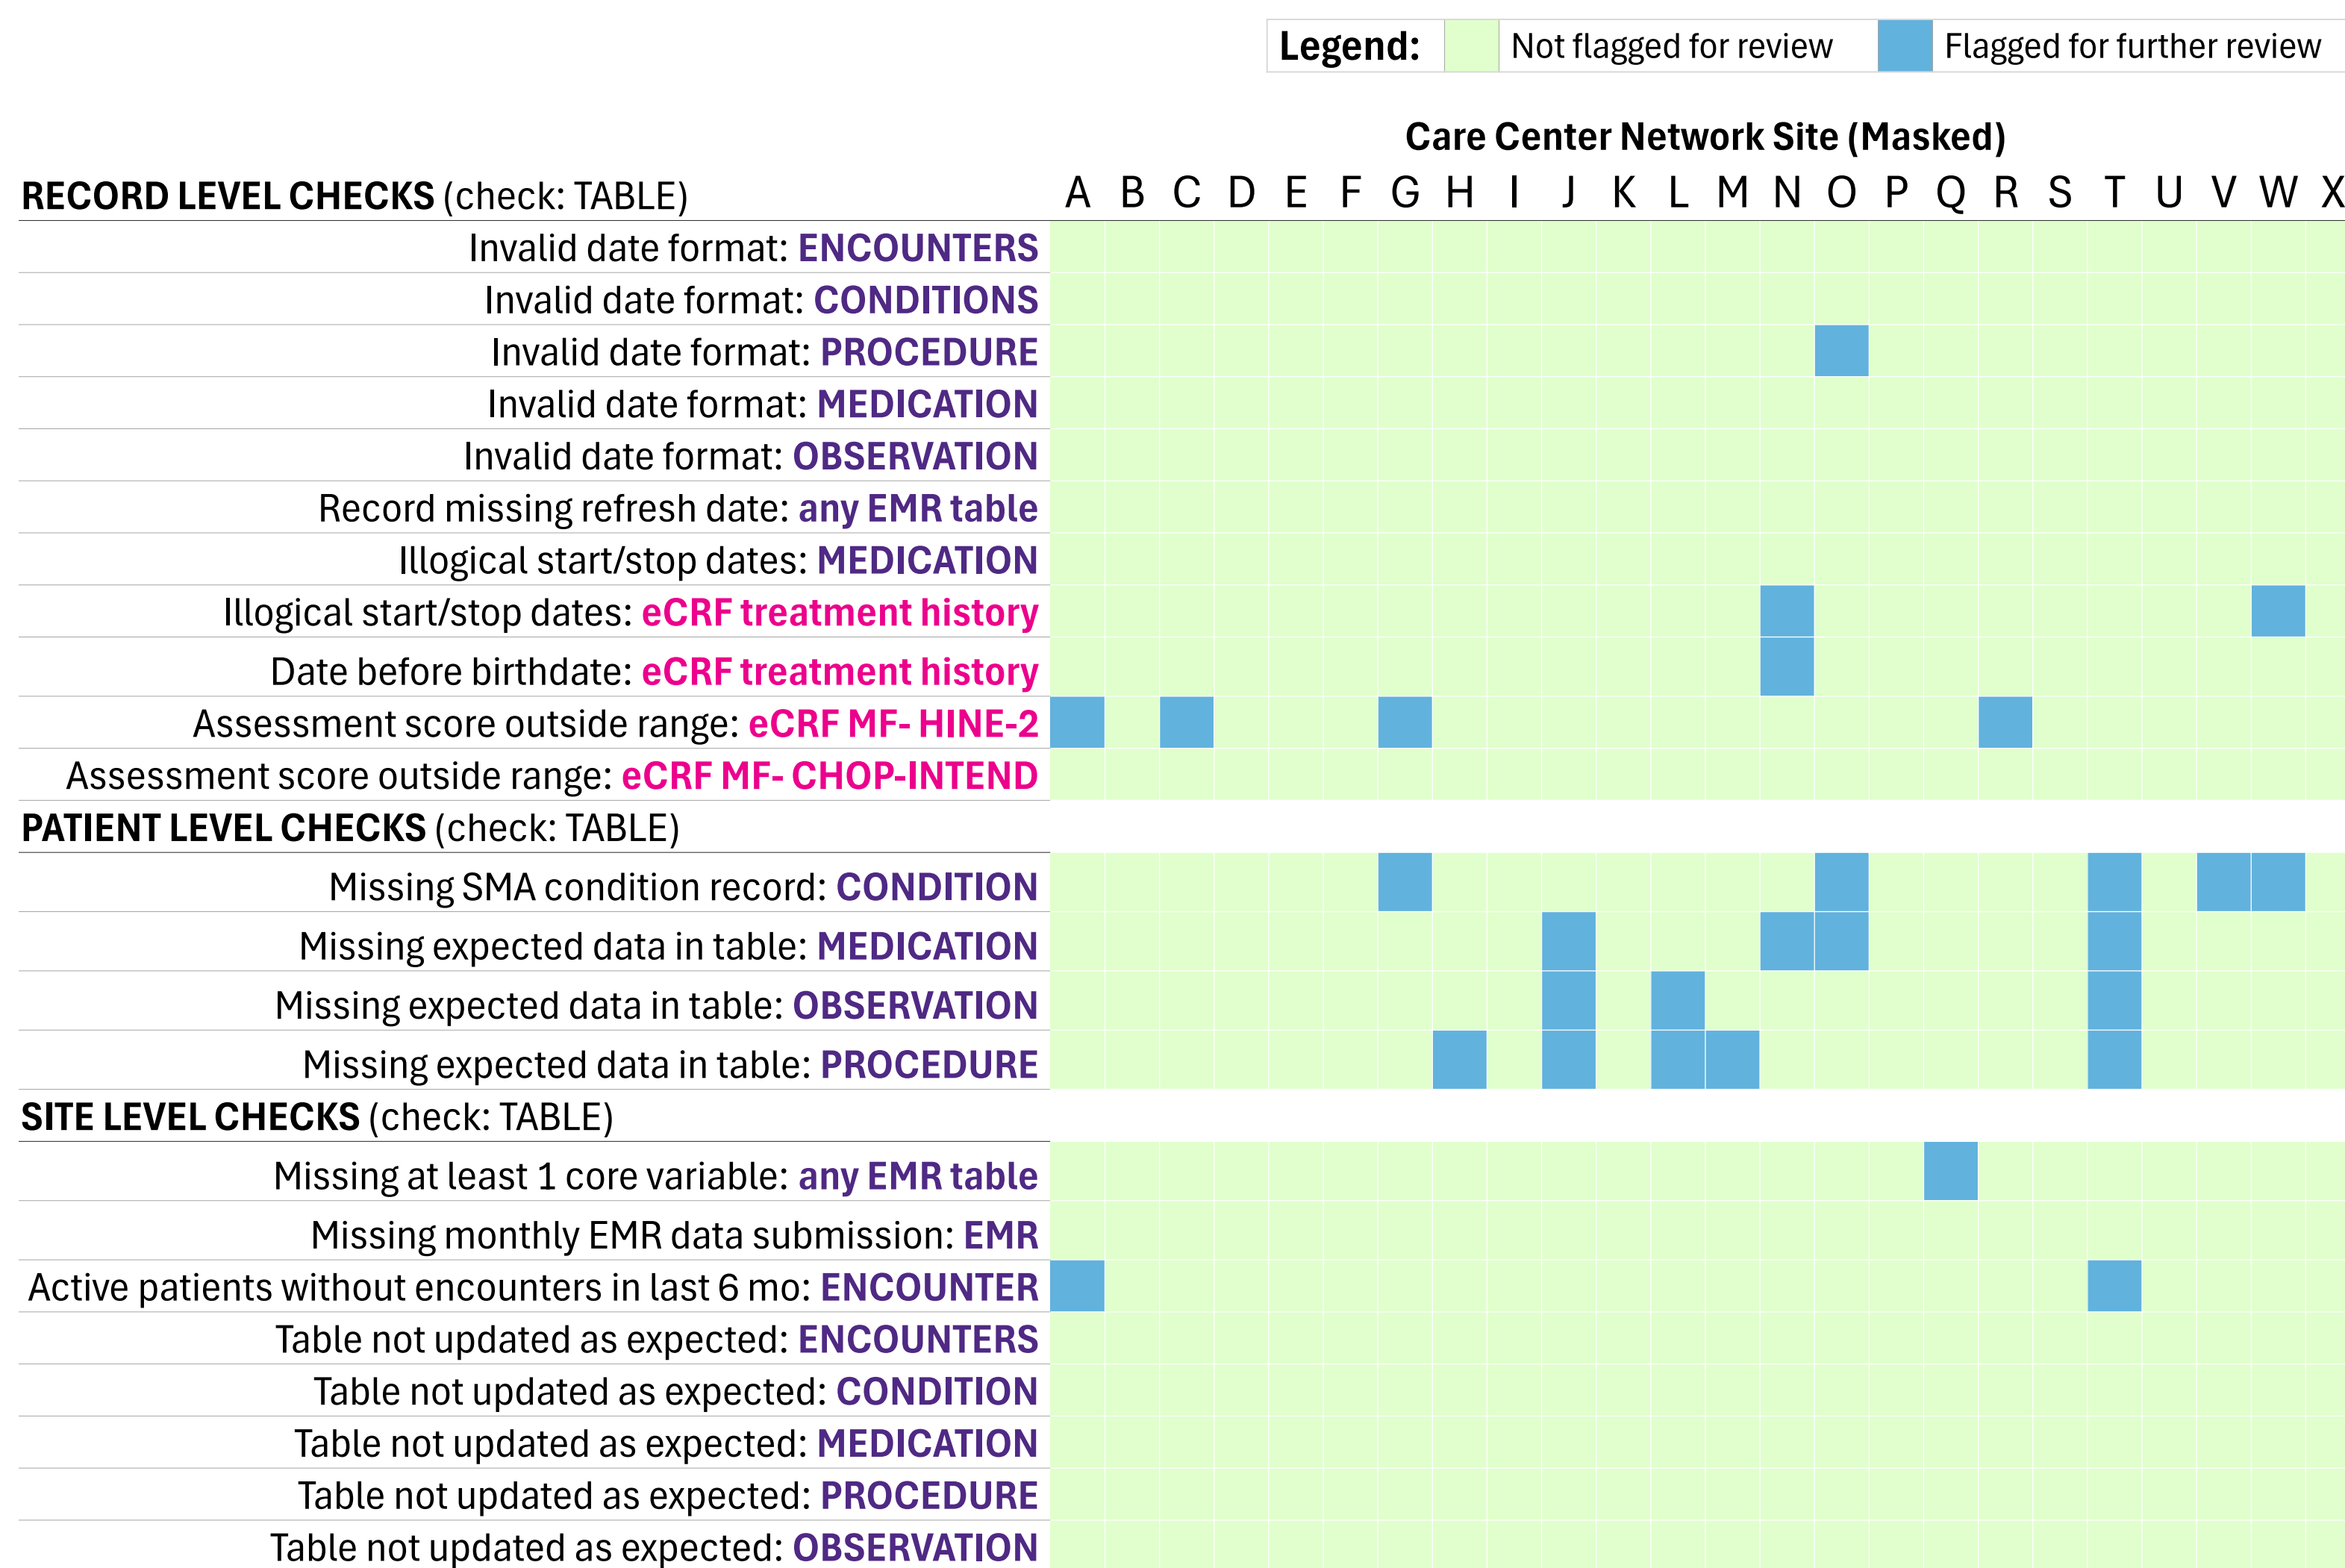 Legend: Not flagged for review Flagged for further review
Care Center Network Site (Masked)
RECORD LEVEL CHECKS (check: TABLE) A B C D E F G H I J K L M N O P Q R S T U V W X
Invalid date format: ENCOUNTERS
Invalid date format: CONDITIONS
Invalid date format: PROCEDURE
Invalid date format: MEDICATION
Invalid date format: OBSERVATION
Record missing refresh date: any EMR table
Illogical start/stop dates: MEDICATION
Illogical start/stop dates: eCRF treatment history
Date before birthdate: eCRF treatment history
Assessment score outside range: eCRF MF- HINE-2
Assessment score outside range: eCRF MF- CHOP-INTEND
PATIENT LEVEL CHECKS (check: TABLE)
Missing SMA condition record: CONDITION
Missing expected data in table: MEDICATION
Missing expected data in table: OBSERVATION
Missing expected data in table: PROCEDURE
SITE LEVEL CHECKS (check: TABLE)
Missing at least 1 core variable: any EMR table
Missing monthly EMR data submission: EMR
Active patients without encounters in last 6 mo: ENCOUNTER
Table not updated as expected: ENCOUNTERS
Table not updated as expected: CONDITION
Table not updated as expected: MEDICATION
Table not updated as expected: PROCEDURE
Table not updated as expected: OBSERVATION